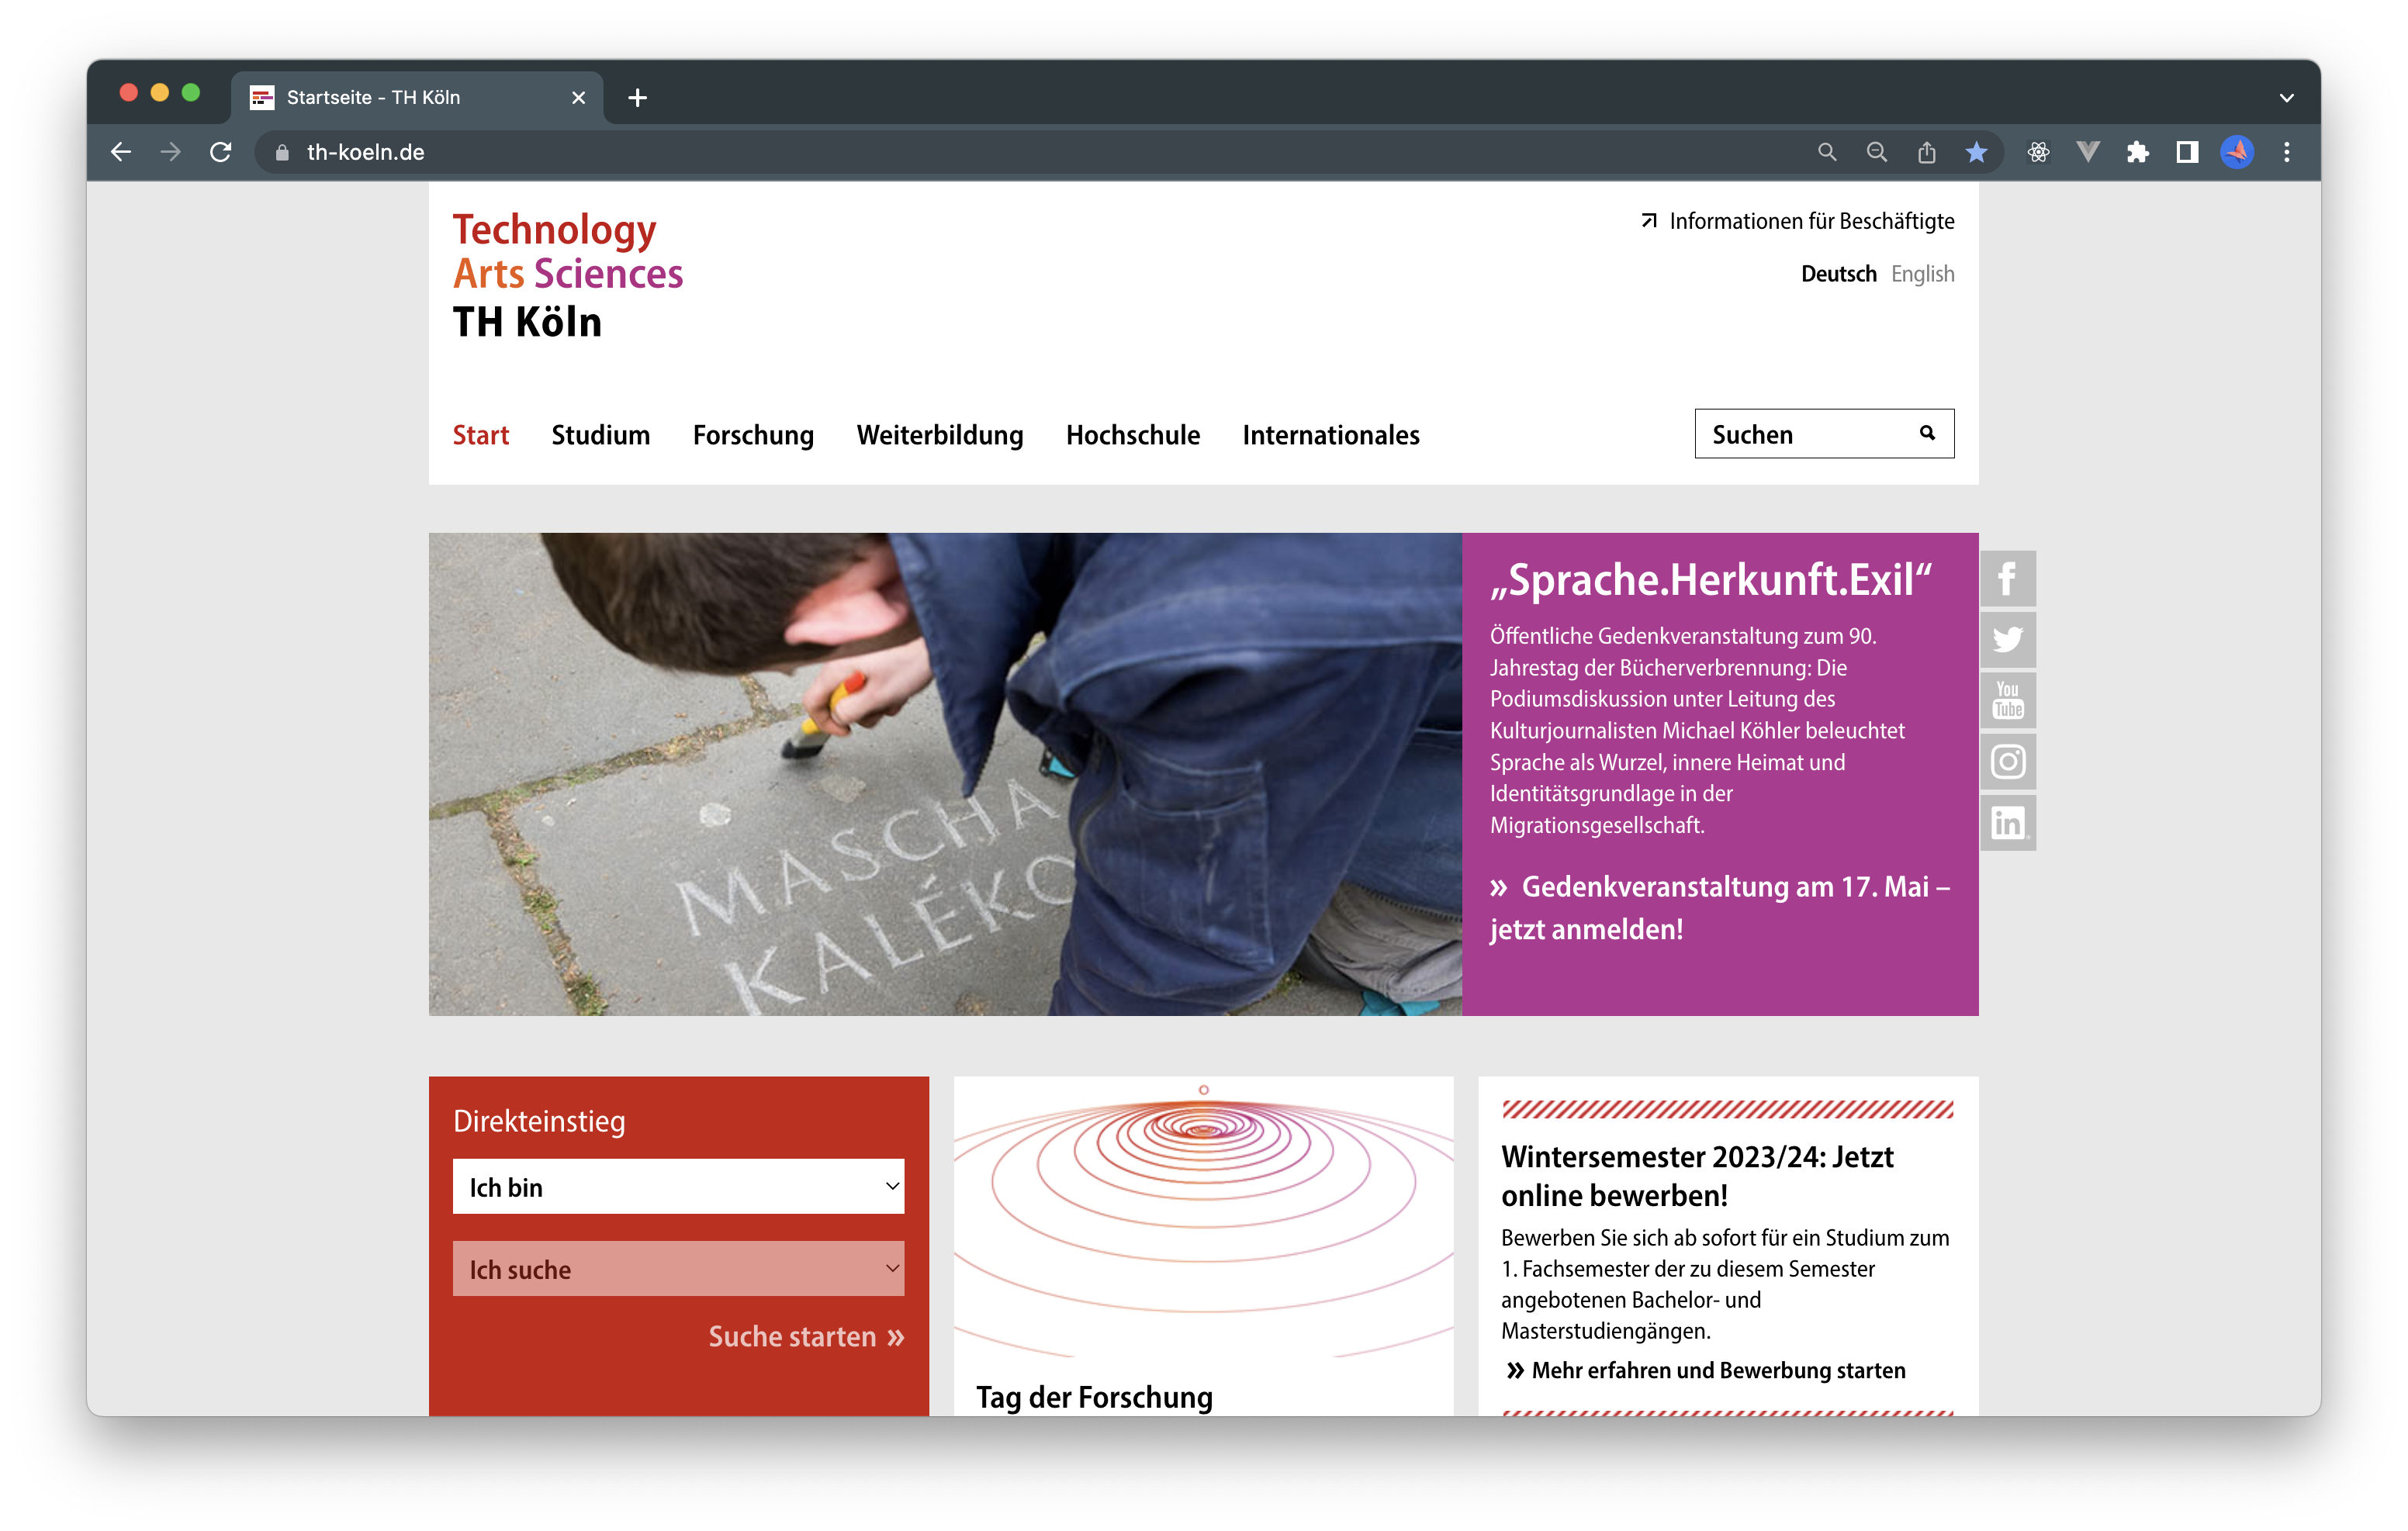 Startseite - TH Köln
th-koeln.de
Technology
Arts Sciences
TH Köln
Informationen für Beschäftigte
Deutsch English
Start Studium Forschung Weiterbildung Hochschule Internationales
Suchen
MASCHA
KALÉKO
„Sprache.Herkunft.Exil“
Öffentliche Gedenkveranstaltung zum 90.
Jahrestag der Bücherverbrennung: Die
Podiumsdiskussion unter Leitung des
Kulturjournalisten Michael Köhler beleuchtet
Sprache als Wurzel, innere Heimat und
Identitätsgrundlage in der
Migrationsgesellschaft.
» Gedenkveranstaltung am 17. Mai –
jetzt anmelden!
f
You
Tube
in
Direkteinstieg
Ich bin
Ich suche
Suche starten »
Tag der Forschung
Wintersemester 2023/24: Jetzt
online bewerben!
Bewerben Sie sich ab sofort für ein Studium zum
1. Fachsemester der zu diesem Semester
angebotenen Bachelor- und
Masterstudiengängen.
» Mehr erfahren und Bewerbung starten